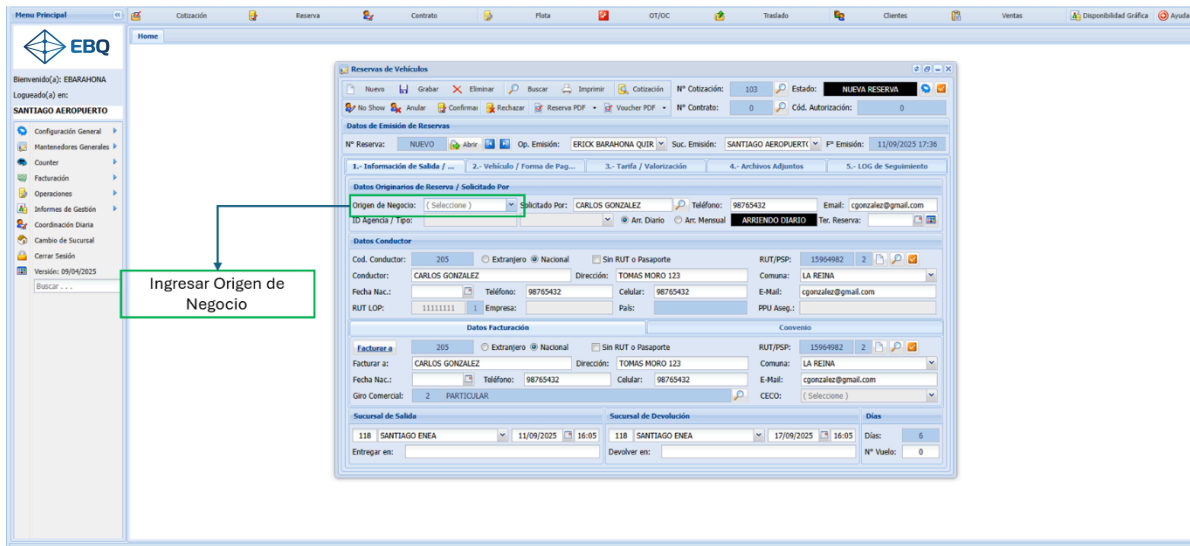 Menu Principal
Cotización Reserva Contrato Flota OT/OC Traslado Clientes Ventas Disponibilidad Gráfica Ayuda
Home
EBQ
Bienvenido(a): EBARAHONA
Logueado(a) en:
SANTIAGO AEROPUERTO
Configuración General
Mantenedores Generales
Counter
Facturación
Operaciones
Informes de Gestión
Coordinación Diaria
Cambio de Sucursal
Cerrar Sesión
Versión: 09/04/2025
Buscar . . .
Ingresar Origen de
Negocio
Reservas de Vehículos
Nuevo Grabar Eliminar Buscar Imprimir Cotización N° Cotización: 103 Estado: NUEVA RESERVA
No Show Anular Confirmar Rechazar Reserva PDF Voucher PDF N° Contrato: 0 Cód. Autorización: 0
Datos de Emisión de Reservas
N° Reserva: NUEVO Abrir Op. Emisión: ERICK BARAHONA QUIR Suc. Emisión: SANTIAGO AEROPUERTO F° Emisión: 11/09/2025 17:36
1.- Información de Salida / ... 2.- Vehículo / Forma de Pag... 3.- Tarifa / Valorización 4.- Archivos Adjuntos 5.- LOG de Seguimiento
Datos Originarios de Reserva / Solicitado Por
Origen de Negocio: ( Seleccione ) Solicitado Por: CARLOS GONZALEZ Teléfono: 98765432 Email: cgonzalez@gmail.com
ID Agencia / Tipo: Arr. Diario Arr. Mensual ARRIENDO DIARIO Ter. Reserva:
Datos Conductor
Cod. Conductor: 205 Extranjero Nacional Sin RUT o Pasaporte RUT/PSP: 15964982 2
Conductor: CARLOS GONZALEZ Dirección: TOMAS MORO 123 Comuna: LA REINA
Fecha Nac.: Teléfono: 98765432 Celular: 98765432 E-Mail: cgonzalez@gmail.com
RUT LOP: 11111111 1 Empresa: País: PPU Aseg.:
Datos Facturación Convenio
Facturar a 205 Extranjero Nacional Sin RUT o Pasaporte RUT/PSP: 15964982 2
Facturar a: CARLOS GONZALEZ Dirección: TOMAS MORO 123 Comuna: LA REINA
Fecha Nac.: Teléfono: 98765432 Celular: 98765432 E-Mail: cgonzalez@gmail.com
Giro Comercial: 2 PARTICULAR CECO: ( Seleccione )
Sucursal de Salida Sucursal de Devolución Días
118 SANTIAGO ENEA 11/09/2025 16:05 118 SANTIAGO ENEA 17/09/2025 16:05 Días: 6
Entregar en: Devolver en: N° Vuelo: 0